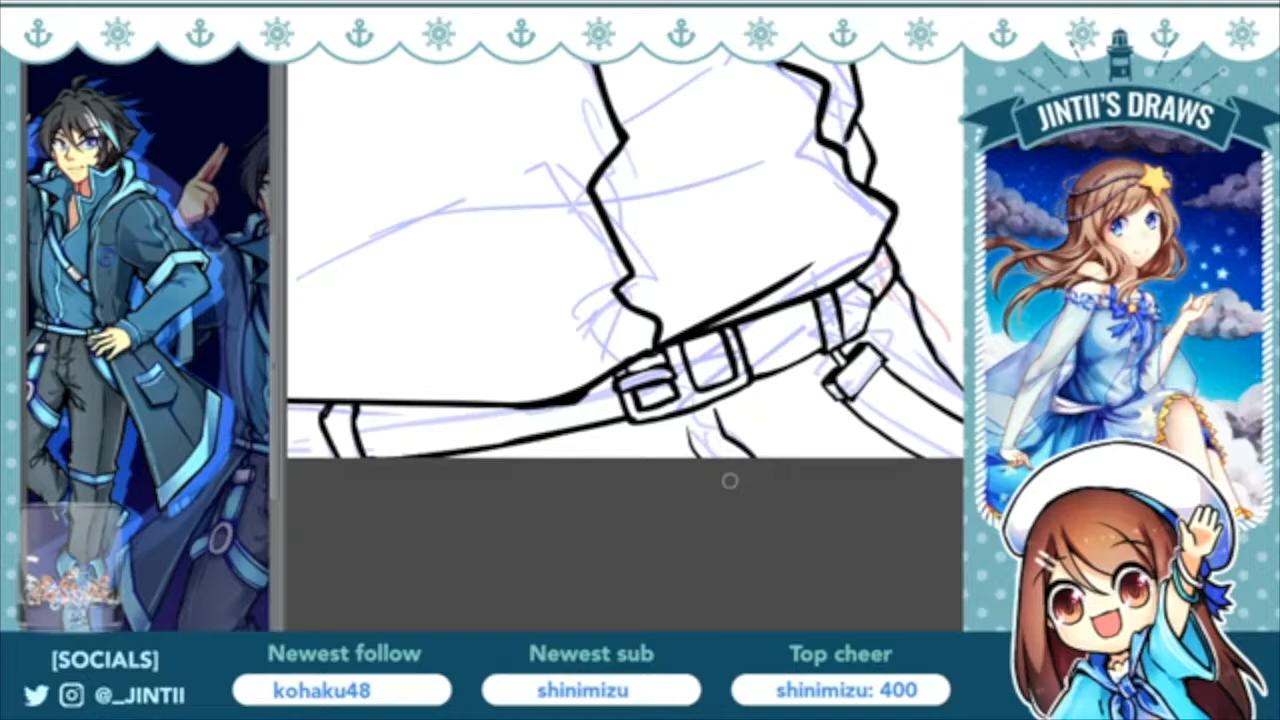 JINTII'S DRAWS
[SOCIALS]
@_JINTII
Newest follow
kohaku48
Newest sub
shinimizu
Top cheer
shinimizu: 400